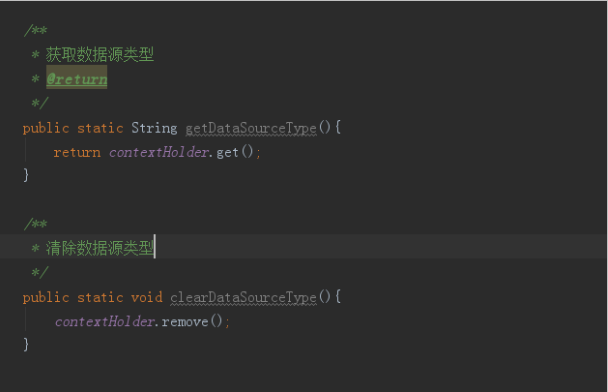 /**
 * 获取数据源类型
 * @return
 */
public static String getDataSourceType(){
    return contextHolder.get();
}
/**
 * 清除数据源类型
 */
public static void clearDataSourceType(){
    contextHolder.remove();
}